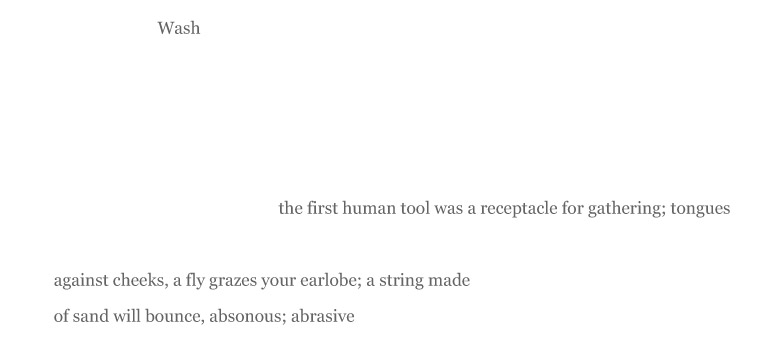 Wash
the first human tool was a receptacle for gathering; tongues
against cheeks, a fly grazes your earlobe; a string made
of sand will bounce, absonous; abrasive